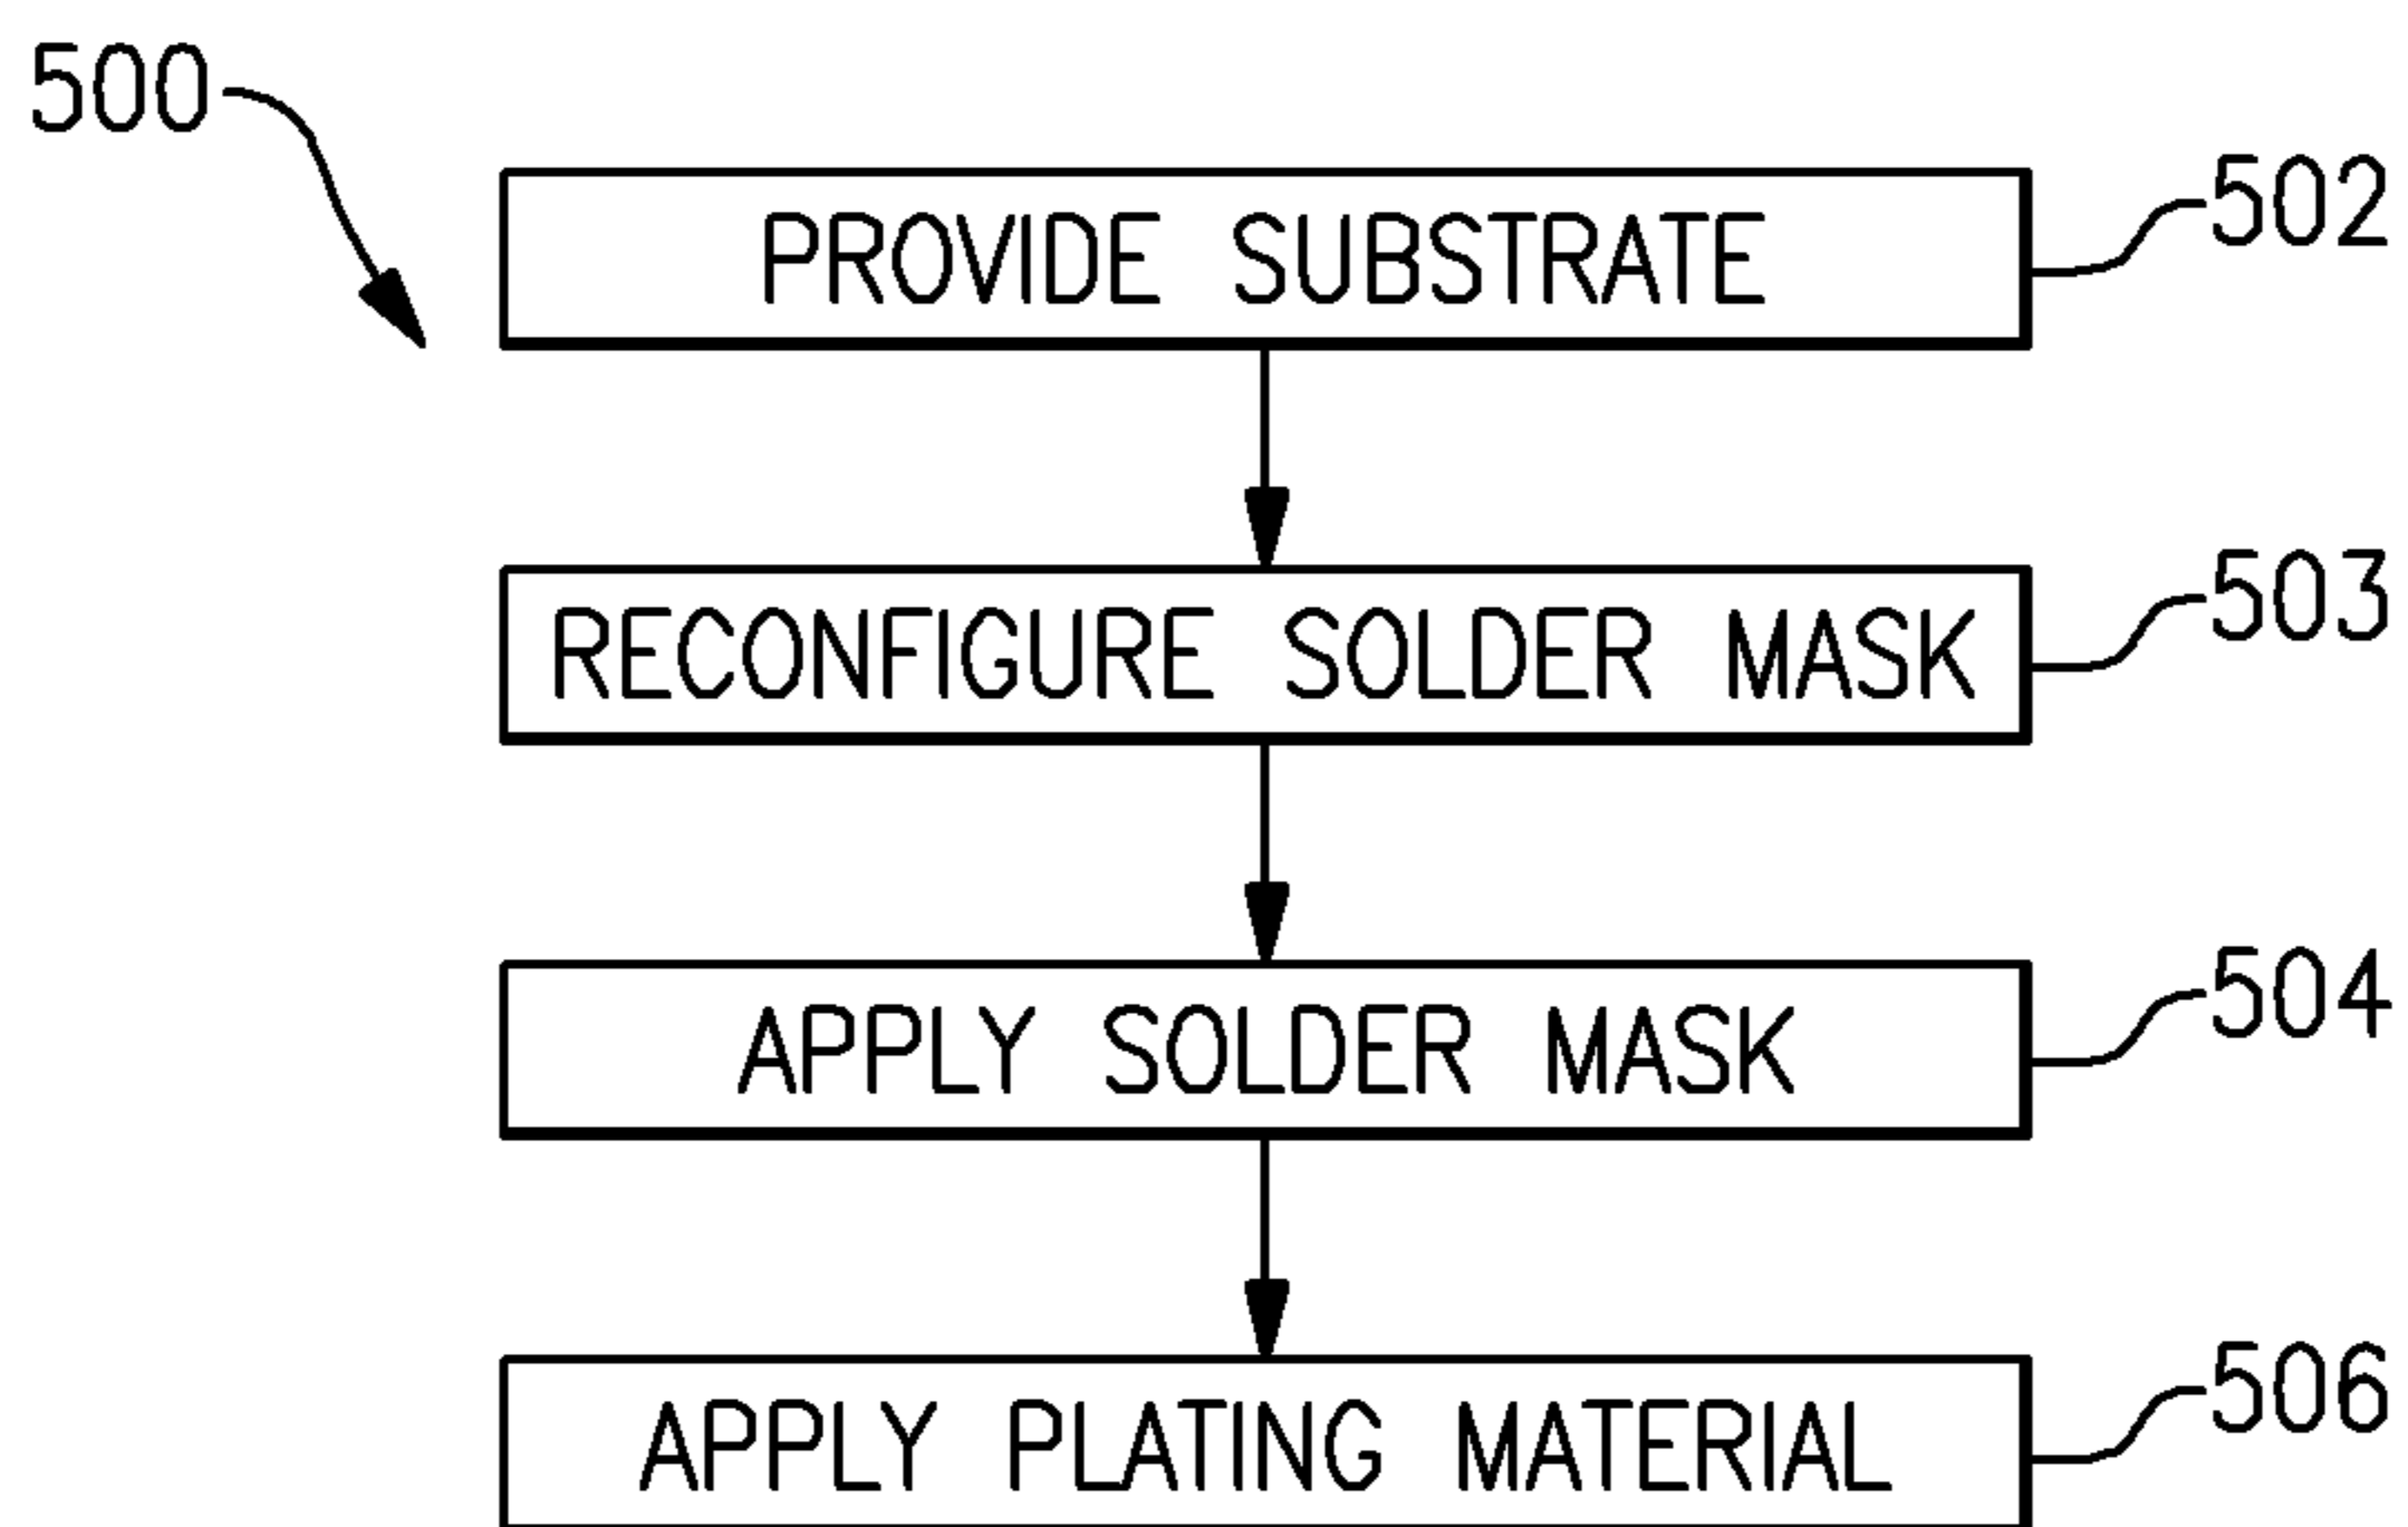 500
PROVIDE SUBSTRATE
502
RECONFIGURE SOLDER MASK
503
APPLY SOLDER MASK
504
APPLY PLATING MATERIAL
506